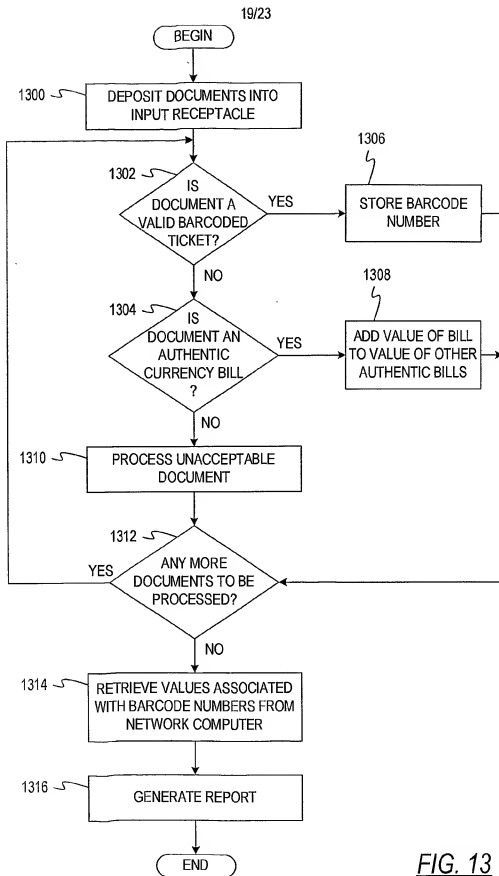 19/23
BEGIN
1300
DEPOSIT DOCUMENTS INTO
INPUT RECEPTACLE
1302
IS
DOCUMENT A
VALID BARCODED
TICKET?
YES
1306
STORE BARCODE
NUMBER
NO
1304
IS
DOCUMENT AN
AUTHENTIC
CURRENCY BILL
?
YES
1308
ADD VALUE OF BILL
TO VALUE OF OTHER
AUTHENTIC BILLS
NO
1310
PROCESS UNACCEPTABLE
DOCUMENT
1312
YES
ANY MORE
DOCUMENTS TO BE
PROCESSED?
NO
1314
RETRIEVE VALUES ASSOCIATED
WITH BARCODE NUMBERS FROM
NETWORK COMPUTER
1316
GENERATE REPORT
END
FIG. 13